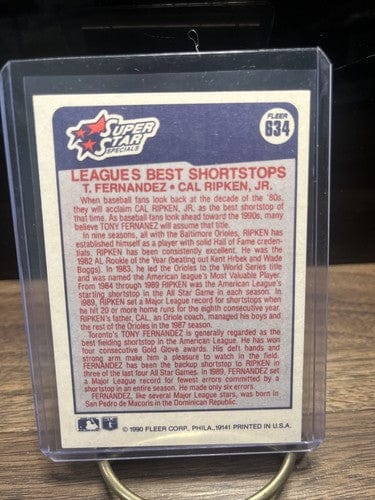 SUPER
STAR
SPECIALS
FLEER
634
LEAGUE'S BEST SHORTSTOPS
T. FERNANDEZ • CAL RIPKEN, JR.
When baseball fans look back at the decade of the '80s,
they will acclaim CAL RIPKEN, JR. as the best shortstop of
that time. As baseball fans look ahead toward the 1990s, many
believe TONY FERNANEZ will assume that title.
In nine seasons, all with the Baltimore Orioles, RIPKEN has
established himself as a player with solid Hall of Fame creden-
tials. RIPKEN has been consistently excellent. He was the
1982 AL Rookie of the Year (beating out Kent Hrbek and Wade
Boggs). In 1983, he led the Orioles to the World Series title
and was named the American league's Most Valuable Player.
From 1984 through 1989 RIPKEN was the American League's
starting shortstop in the All Star Game in each season. In
1989, RIPKEN set a Major League record for shortstops when
he hit 20 or more home runs for the eighth consecutive year.
RIPKEN's father, CAL, an Oriole coach, managed he boys and
the rest of the Orioles in the 1987 season.
Toronto's TONY FERNANDEZ is generally regarded as the
best fielding shortstop in the American League. He has won
four consecutive Gold Glove awards. His deft hands and
strong arm make him a pleasure to watch in the field.
FERNANDEZ has been the backup shortstop to RIPKEN in
three of the last four All Star Games. In 1989, FERNANDEZ set
a Major League record for fewest errors committed by a
shortstop in an entire season. He made only six errors.
FERNANDEZ, like several Major League stars, was born in
San Pedro de Macoris in the Dominican Republic.
© 1990 FLEER CORP., PHILA., 19141 PRINTED IN U.S.A.